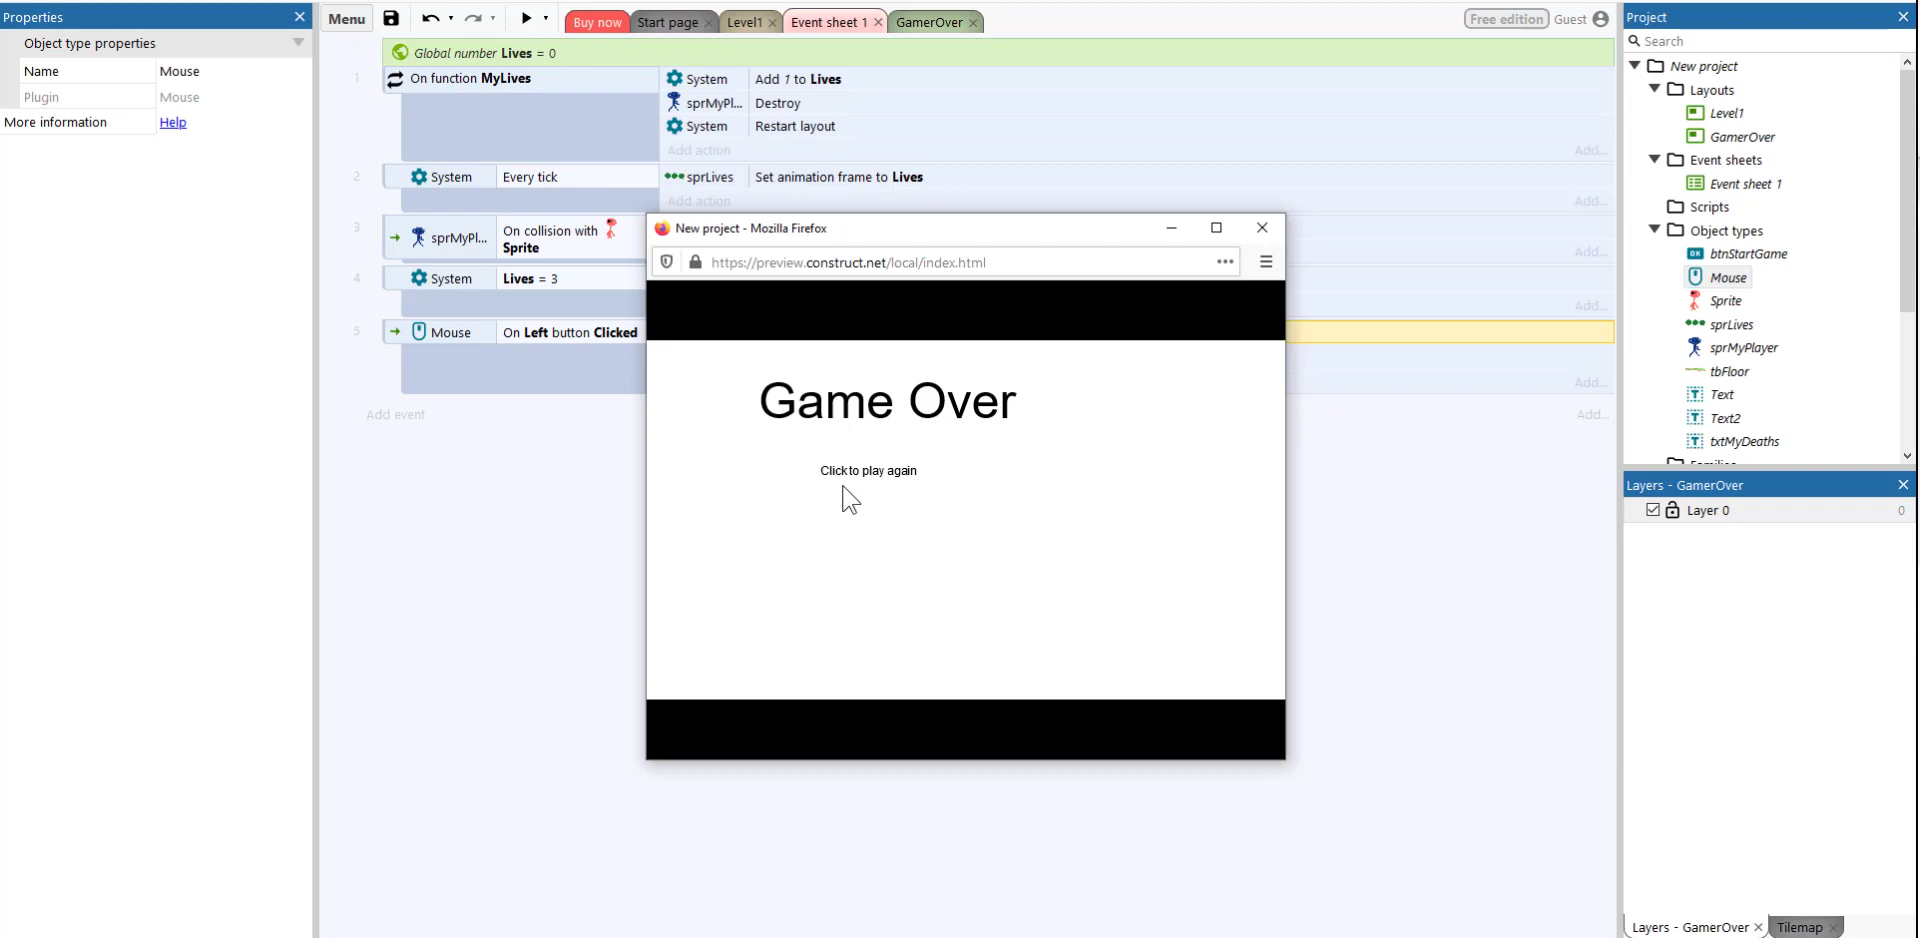 Properties
Object type properties
Name Mouse
Plugin Mouse
More information Help
Menu
Buy now Start page Level1 Event sheet 1 GamerOver
Free edition Guest
Global number Lives = 0
1 On function MyLives System Add 1 to Lives
sprMyPl... Destroy
System Restart layout
Add action Add...
2 System Every tick sprLives Set animation frame to Lives
Add action Add...
3 sprMyPl... On collision with
Sprite
Add...
4 System Lives = 3
Add...
5 Mouse On Left button Clicked
Add...
Add event Add...
New project - Mozilla Firefox
https://preview.construct.net/local/index.html
Game Over
Click to play again
Project
Search
New project
Layouts
Level1
GamerOver
Event sheets
Event sheet 1
Scripts
Object types
btnStartGame
Mouse
Sprite
sprLives
sprMyPlayer
tbFloor
Text
Text2
txtMyDeaths
Layers - GamerOver
Layer 0 0
Layers - GamerOver Tilemap